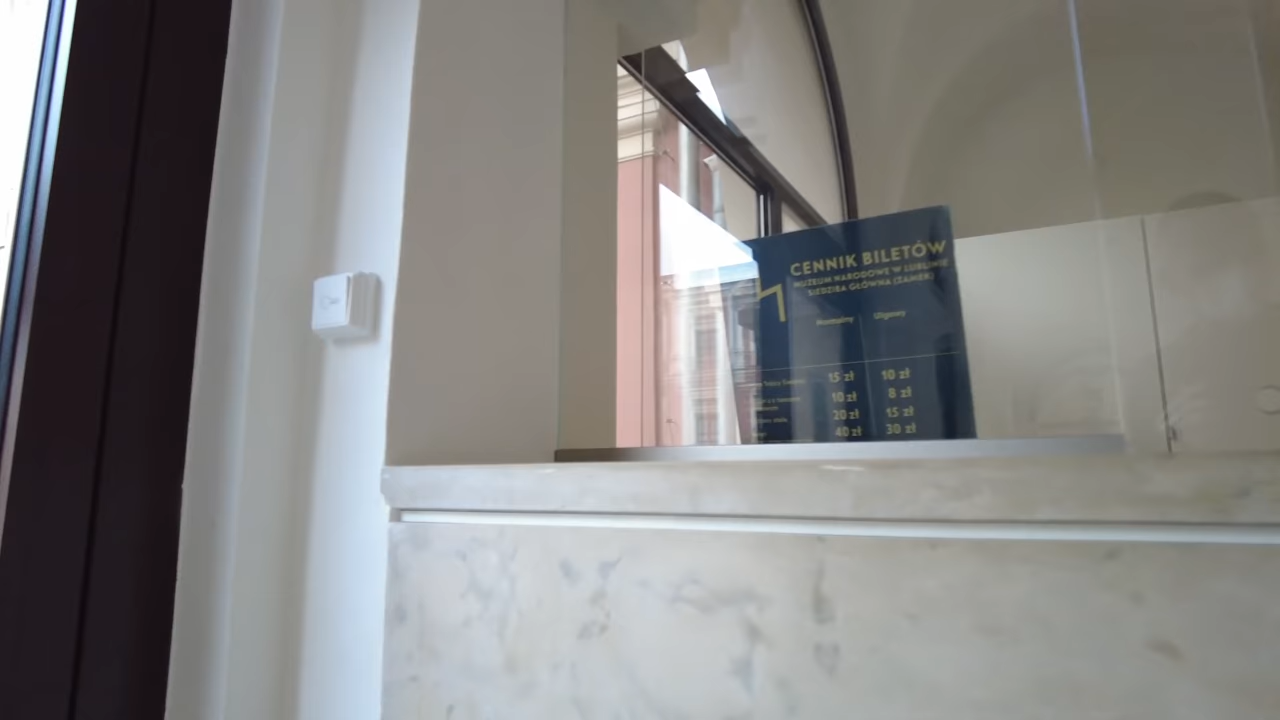 CENNIK BILETÓW
MUZEUM NARODOWE W LUBLINIE
SIEDZIBA GŁÓWNA (ZAMEK)
Normalny Ulgowy
15 zł 10 zł
10 zł 8 zł
20 zł 15 zł
40 zł 30 zł